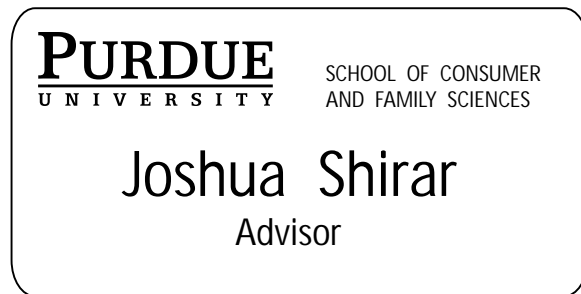 PURDUE
UNIVERSITY
SCHOOL OF CONSUMER
AND FAMILY SCIENCES
Joshua Shirar
Advisor